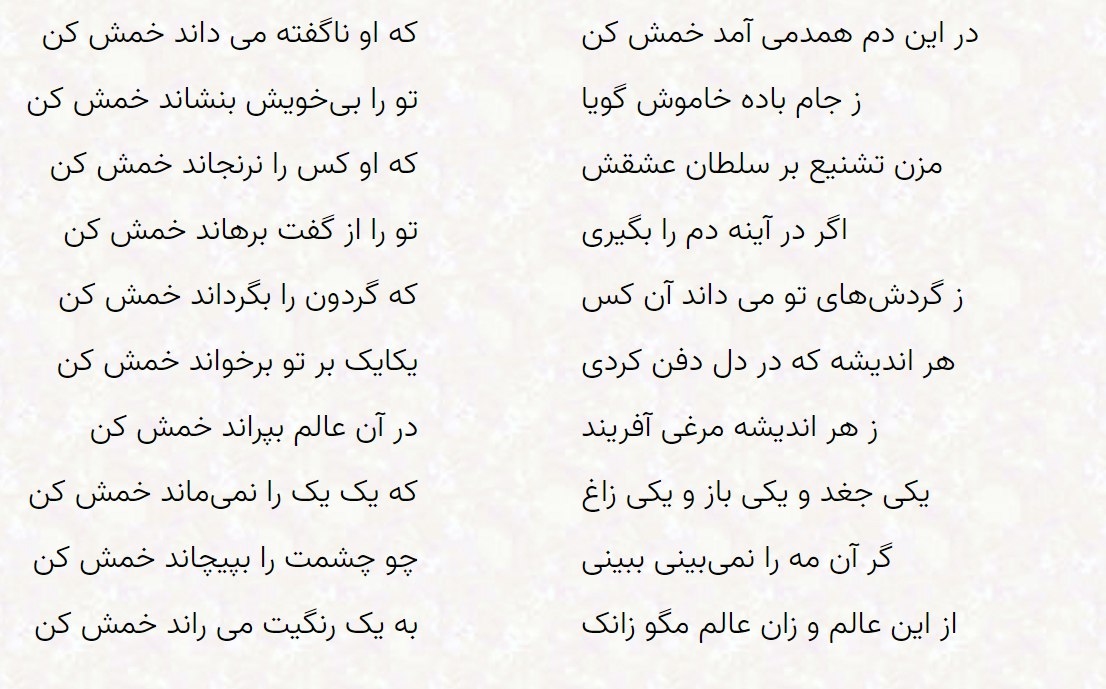 در این دم همدمی آمد خمش کن
که او ناگفته می داند خمش کن
ز جام باده خاموش گویا
تو را بی‌خویش بنشاند خمش کن
مزن تشنیع بر سلطان عشقش
که او کس را نرنجاند خمش کن
اگر در آینه دم را بگیری
تو را از گفت برهاند خمش کن
ز گردش‌های تو می داند آن کس
که گردون را بگرداند خمش کن
هر اندیشه که در دل دفن کردی
یکایک بر تو برخواند خمش کن
ز هر اندیشه مرغی آفریند
در آن عالم بپراند خمش کن
یکی جغد و یکی باز و یکی زاغ
که یک یک را نمی‌ماند خمش کن
گر آن مه را نمی‌بینی ببینی
چو چشمت را بپیچاند خمش کن
از این عالم و زان عالم مگو زانک
به یک رنگیت می راند خمش کن